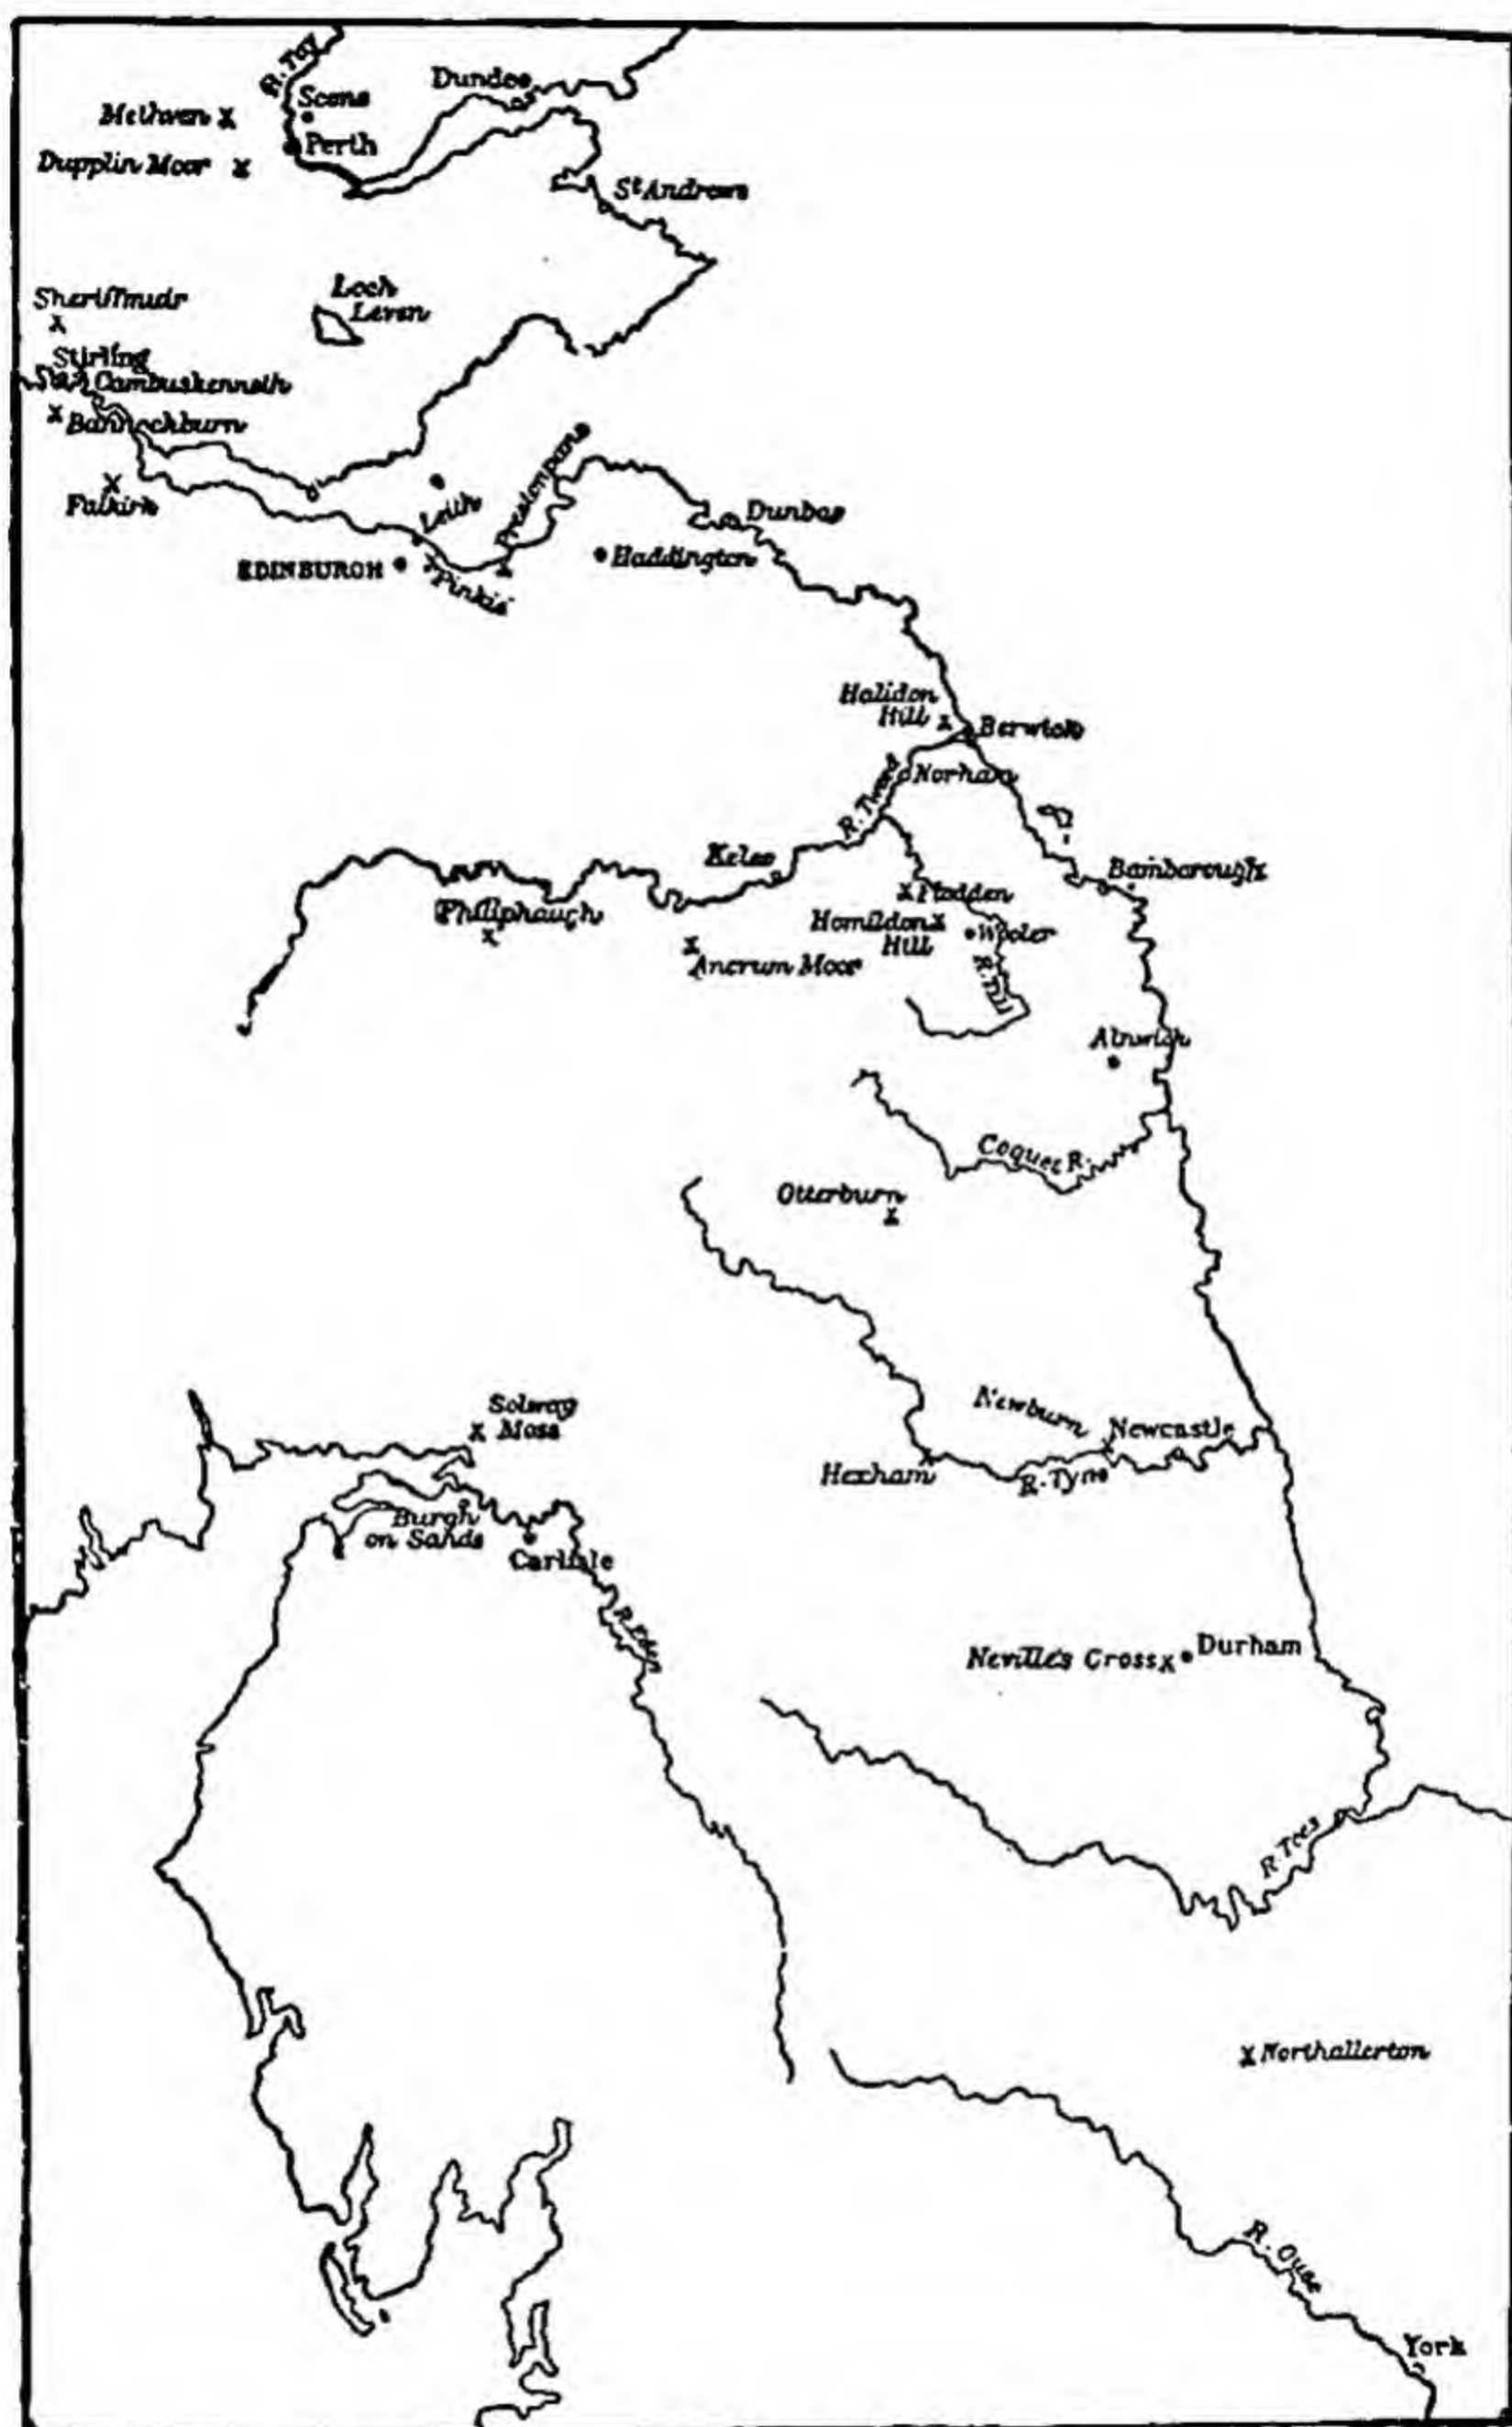 R. Tay
Dundee
Scone
Methven x
Perth
Dupplin Moor x
St Andrews
Loch
Leven
Sheriffmuir
x
Stirling
Cambuskenneth
x Bannockburn
x
Falkirk
Leith
Prestonpans
Dunbar
Haddington
EDINBURGH
x Pinkie
Halidon
Hill x
Berwick
Norham
R. Tweed
Kelso
Bamborough
x Flodden
Philiphaugh
x
Homildon x
Hill
Wooler
x
Ancrum Moor
R. Till
Alnwick
Coquet R.
Otterburn
x
Solway
x Moss
Newburn
Newcastle
Hexham
R. Tyne
Burgh
on Sands
Carlisle
R. Eden
Neville's Cross x
Durham
R. Tees
x Northallerton
R. Ouse
York